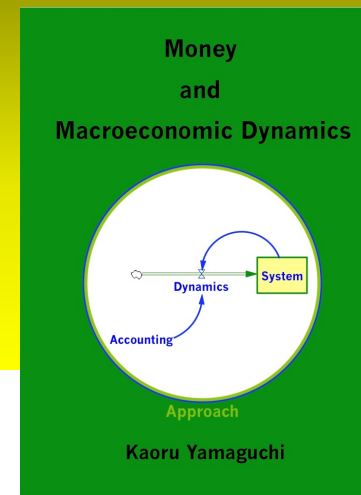 Money
and
Macroeconomic Dynamics
System
Dynamics
Accounting
Approach
Kaoru Yamaguchi